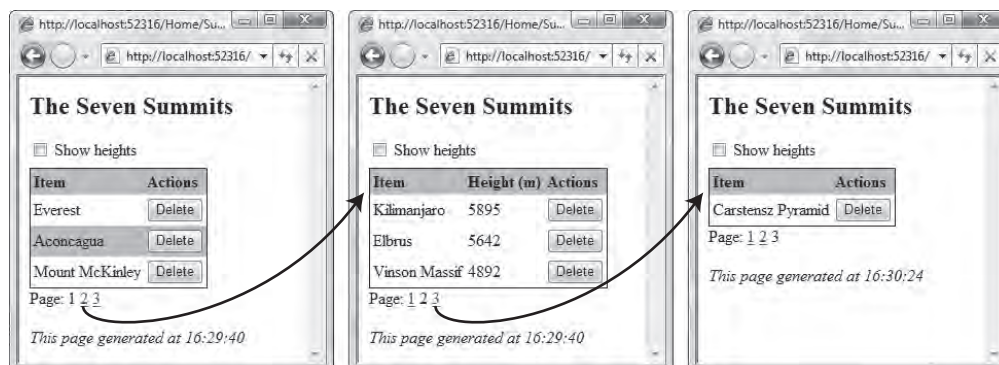 http://localhost:52316/Home/Su...
http://localhost:52316/
The Seven Summits
Show heights
Item Actions
Everest Delete
Aconcagua Delete
Mount McKinley Delete
Page: 1 2 3
This page generated at 16:29:40
http://localhost:52316/Home/Su...
http://localhost:52316/
The Seven Summits
Show heights
Item Height (m) Actions
Kilimanjaro 5895 Delete
Elbrus 5642 Delete
Vinson Massif 4892 Delete
Page: 1 2 3
This page generated at 16:29:40
http://localhost:52316/Home/Su...
http://localhost:52316/
The Seven Summits
Show heights
Item Actions
Carstensz Pyramid Delete
Page: 1 2 3
This page generated at 16:30:24